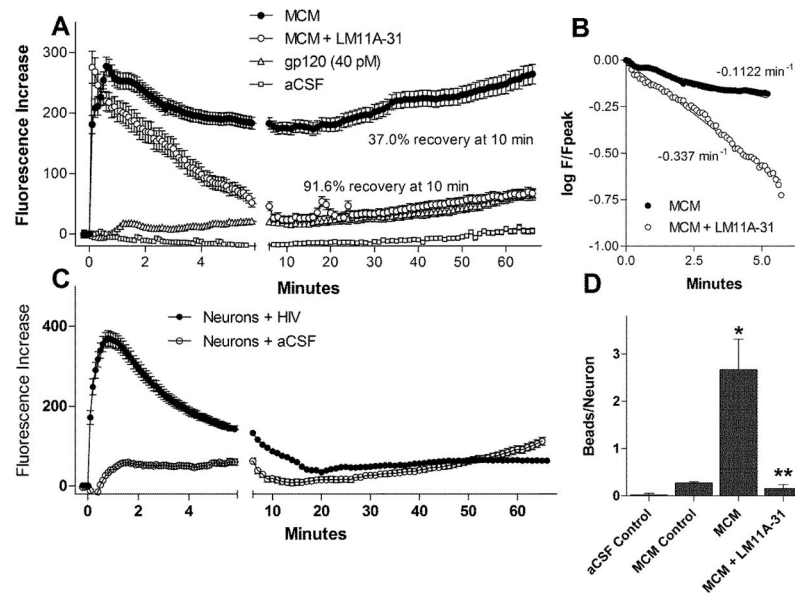 A
MCM
MCM + LM11A-31
gp120 (40 pM)
aCSF
Fluorescence Increase
300
200
100
0
37.0% recovery at 10 min
91.6% recovery at 10 min
0 2 4 10 20 30 40 50 60
Minutes
B
log F/Fpeak
0.00
-0.25
-0.50
-0.75
-1.00
-0.1122 min-1
-0.337 min-1
MCM
MCM + LM11A-31
0.0 2.5 5.0
Minutes
C
Neurons + HIV
Neurons + aCSF
Fluorescence Increase
400
200
0
0 2 4 10 20 30 40 50 60
Minutes
D
Beads/Neuron
3
2
1
0
*
**
aCSF Control
MCM Control
MCM
MCM + LM11A-31